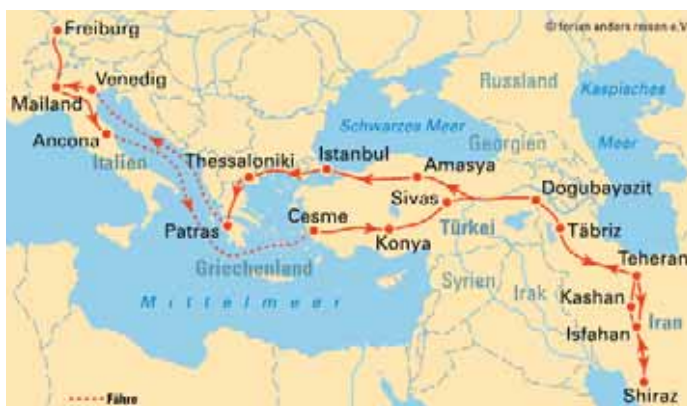 © forum anders reisen e.V.
Freiburg
Russland
Kaspisches
Meer
Venedig
Mailand
Schwarzes Meer
Georgien
Ancona
Italien
Thessaloniki
Istanbul
Amasya
Sivas
Dogubayazit
Patras
Cesme
Konya
Türkei
Täbriz
Griechenland
Teheran
Syrien
Irak
Kashan
Iran
Mittelmeer
Isfahan
Shiraz
Fähre